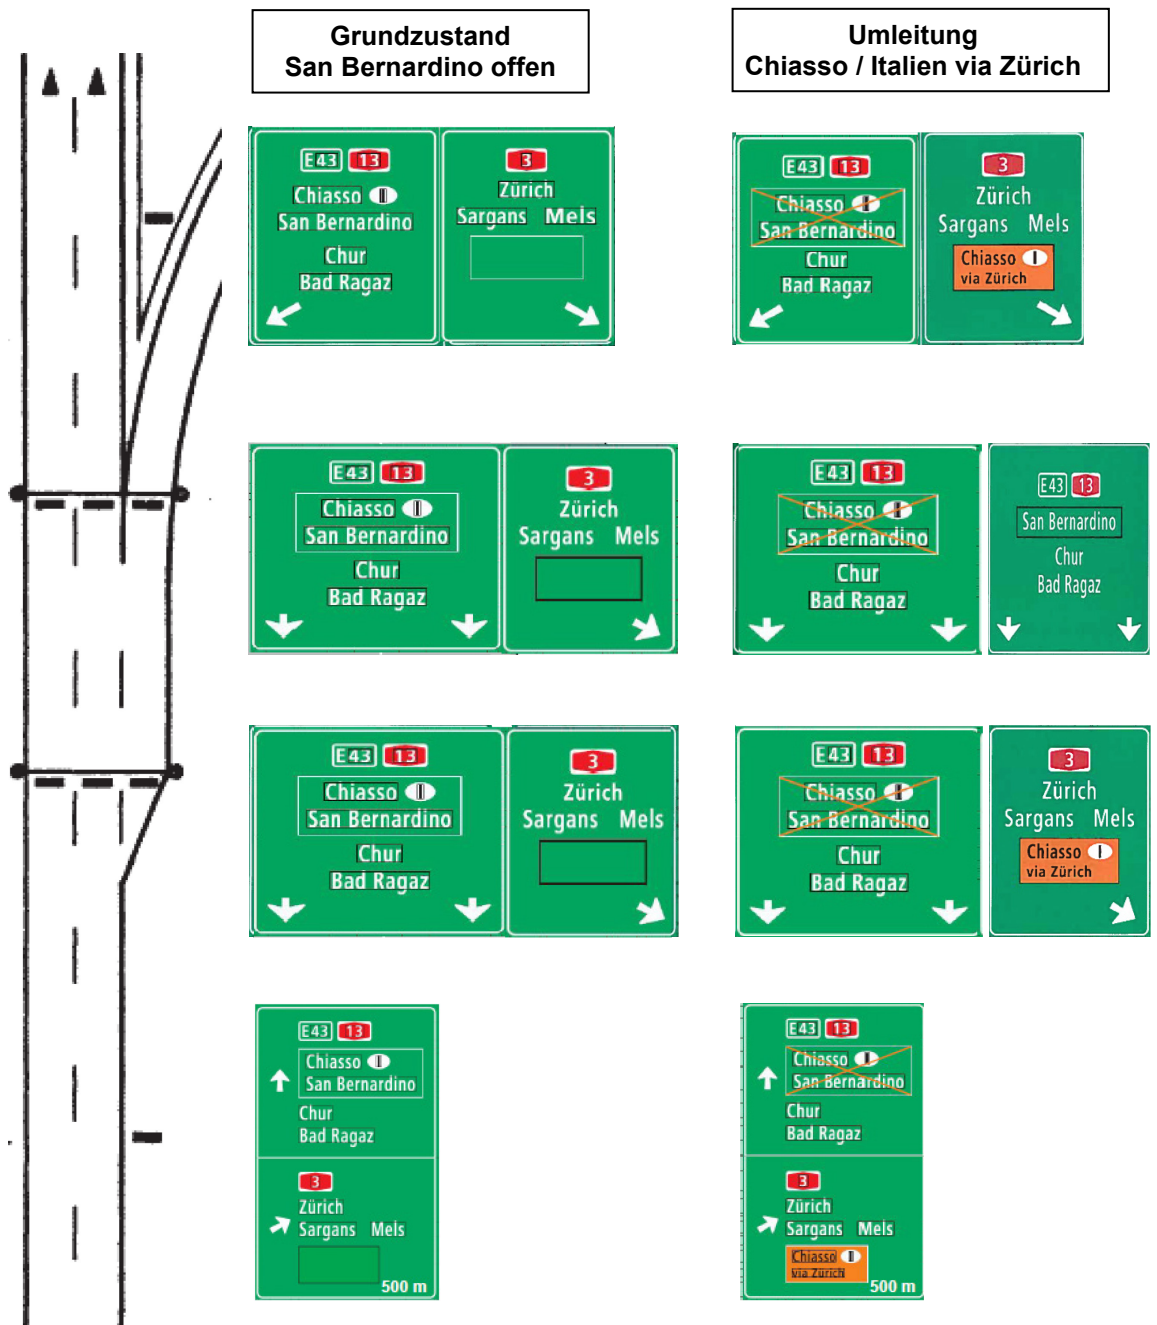 Grundzustand
San Bernardino offen
Umleitung
Chiasso / Italien via Zürich
E43 13
Chiasso I
San Bernardino
Chur
Bad Ragaz
3
Zürich
Sargans Mels
E43 13
Chiasso I
San Bernardino
Chur
Bad Ragaz
3
Zürich
Sargans Mels
Chiasso I
via Zürich
E43 13
Chiasso I
San Bernardino
Chur
Bad Ragaz
3
Zürich
Sargans Mels
E43 13
Chiasso I
San Bernardino
Chur
Bad Ragaz
E43 13
San Bernardino
Chur
Bad Ragaz
E43 13
Chiasso I
San Bernardino
Chur
Bad Ragaz
3
Zürich
Sargans Mels
E43 13
Chiasso I
San Bernardino
Chur
Bad Ragaz
3
Zürich
Sargans Mels
Chiasso I
via Zürich
E43 13
Chiasso I
San Bernardino
Chur
Bad Ragaz
3
Zürich
Sargans Mels
500 m
E43 13
Chiasso I
San Bernardino
Chur
Bad Ragaz
3
Zürich
Sargans Mels
Chiasso I
via Zürich
500 m